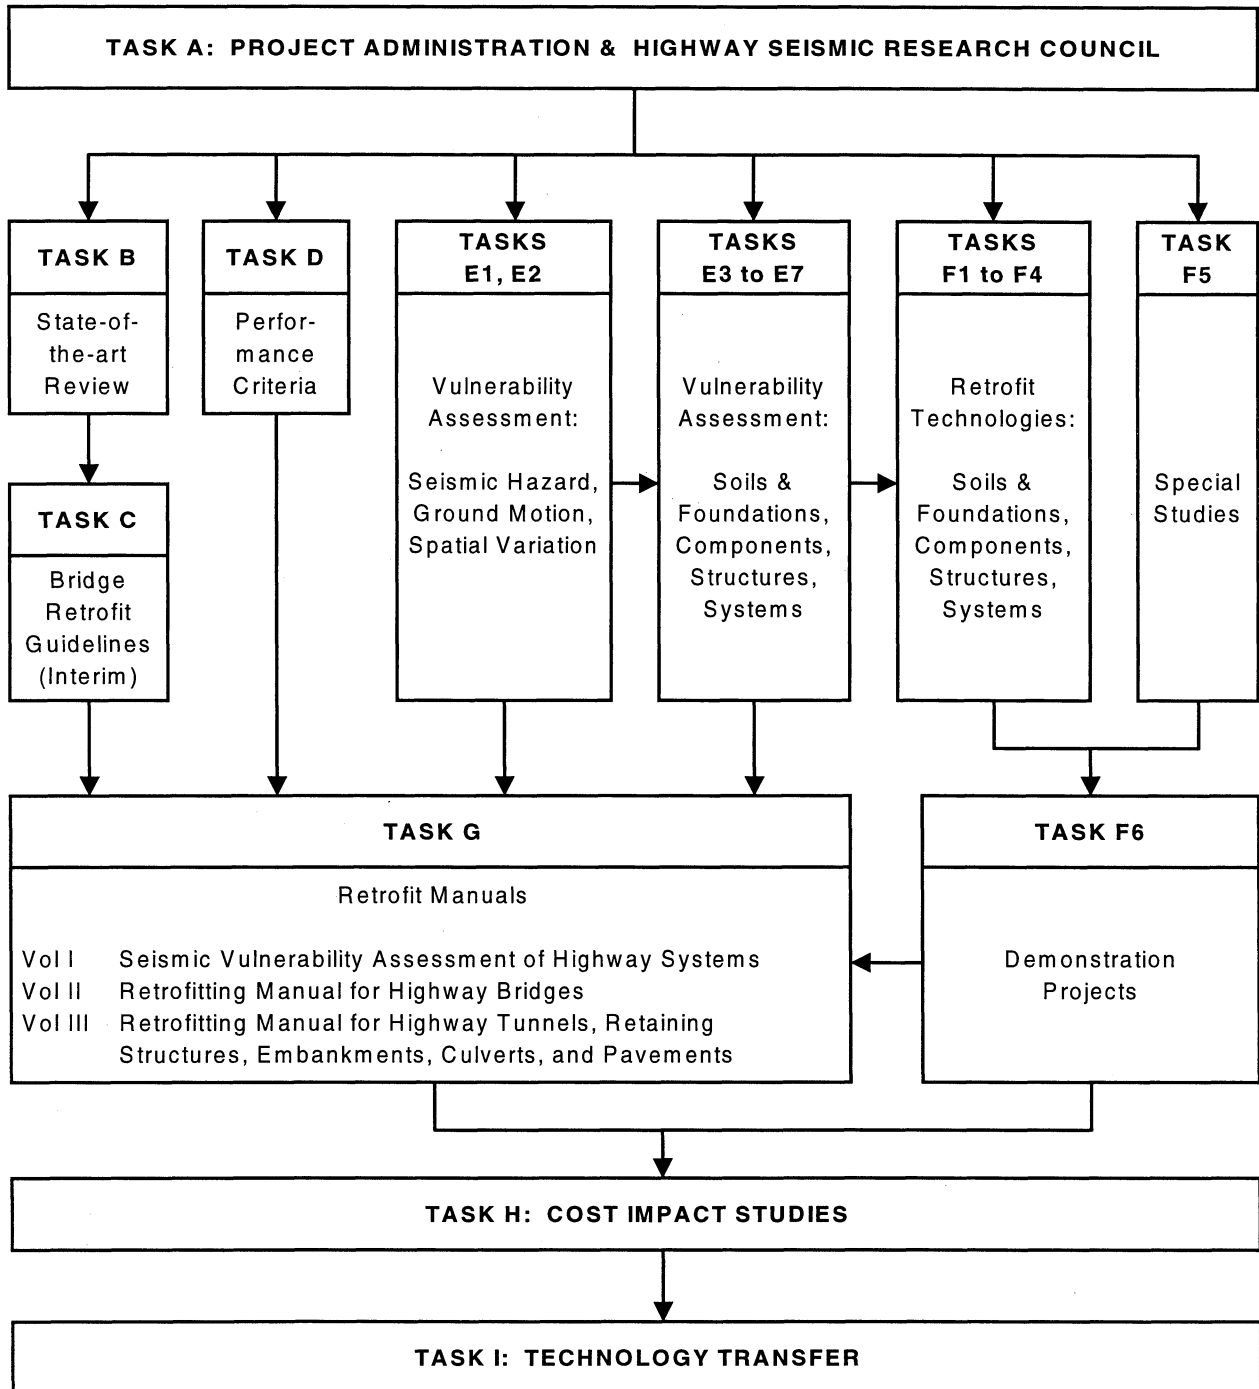 TASK A: PROJECT ADMINISTRATION & HIGHWAY SEISMIC RESEARCH COUNCIL
TASK B
State-of-
the-art
Review
TASK D
Perfor-
mance
Criteria
TASKS
E1, E2
Vulnerability
Assessment:
Seismic Hazard,
Ground Motion,
Spatial Variation
TASKS
E3 to E7
Vulnerability
Assessment:
Soils &
Foundations,
Components,
Structures,
Systems
TASKS
F1 to F4
Retrofit
Technologies:
Soils &
Foundations,
Components,
Structures,
Systems
TASK
F5
Special
Studies
TASK C
Bridge
Retrofit
Guidelines
(Interim)
TASK G
Retrofit Manuals
Vol I Seismic Vulnerability Assessment of Highway Systems
Vol II Retrofitting Manual for Highway Bridges
Vol III Retrofitting Manual for Highway Tunnels, Retaining
Structures, Embankments, Culverts, and Pavements
TASK F6
Demonstration
Projects
TASK H: COST IMPACT STUDIES
TASK I: TECHNOLOGY TRANSFER